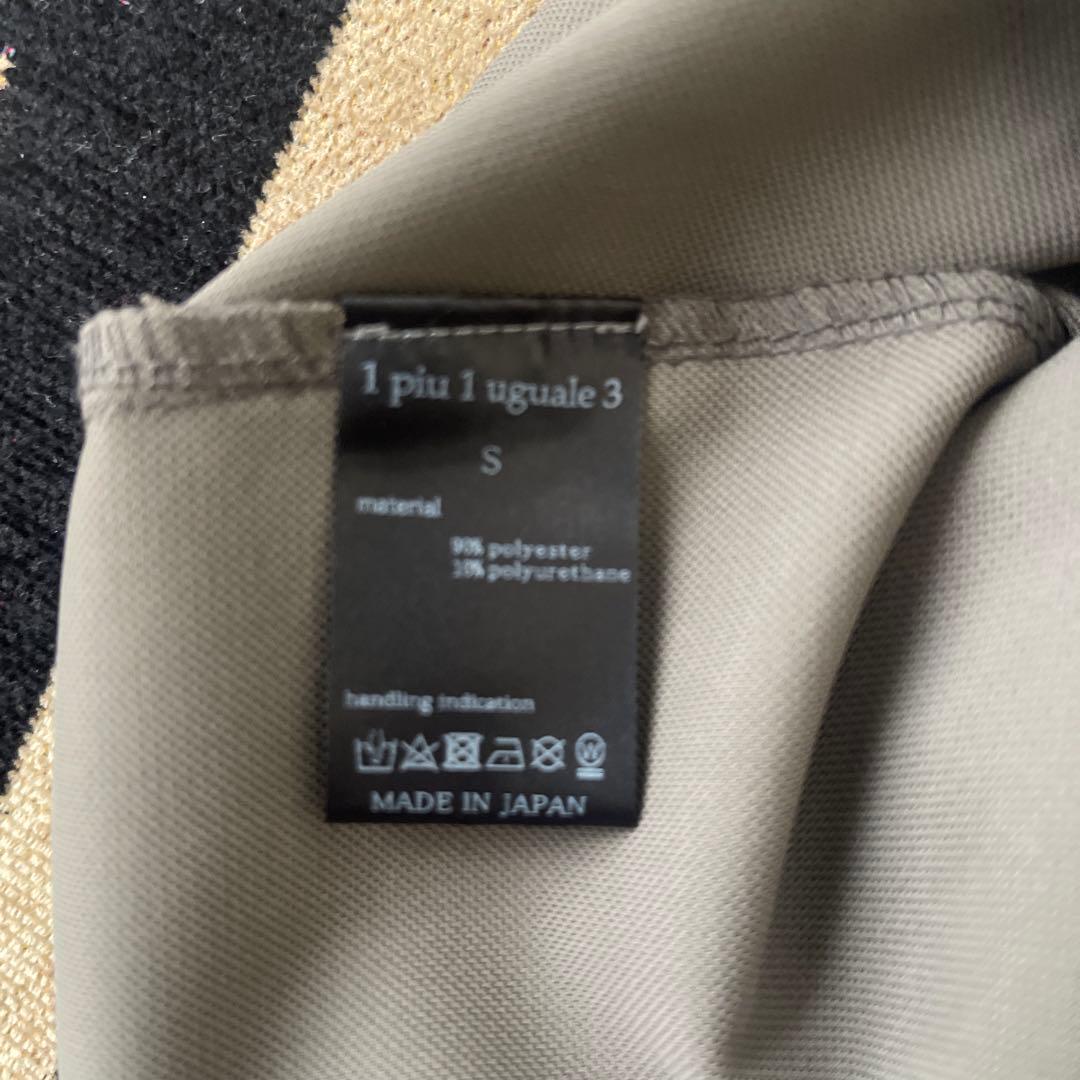 1 piu 1 uguale 3
S
material
90% polyester
10% polyurethane
handling indication
W
MADE IN JAPAN